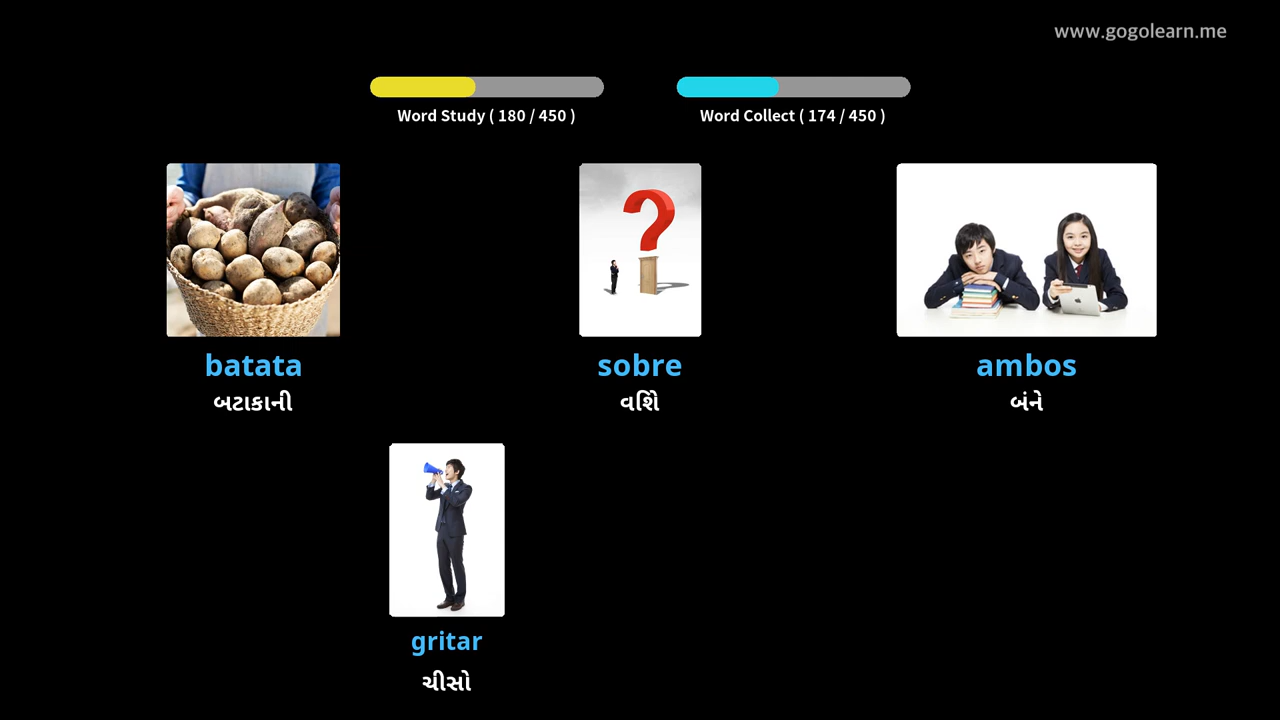 www.gogolearn.me
Word Study ( 180 / 450 )
Word Collect ( 174 / 450 )
batata
sobre
ambos
બટાકાની
વિશે
બંને
gritar
ચીસો